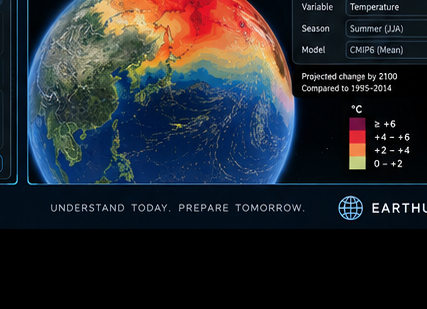 Variable Temperature
Season Summer (JJA)
Model CMIP6 (Mean)
Projected change by 2100
Compared to 1995–2014
°C
≥ +6
+4 – +6
+2 – +4
0 – +2
UNDERSTAND TODAY. PREPARE TOMORROW.
EARTHU